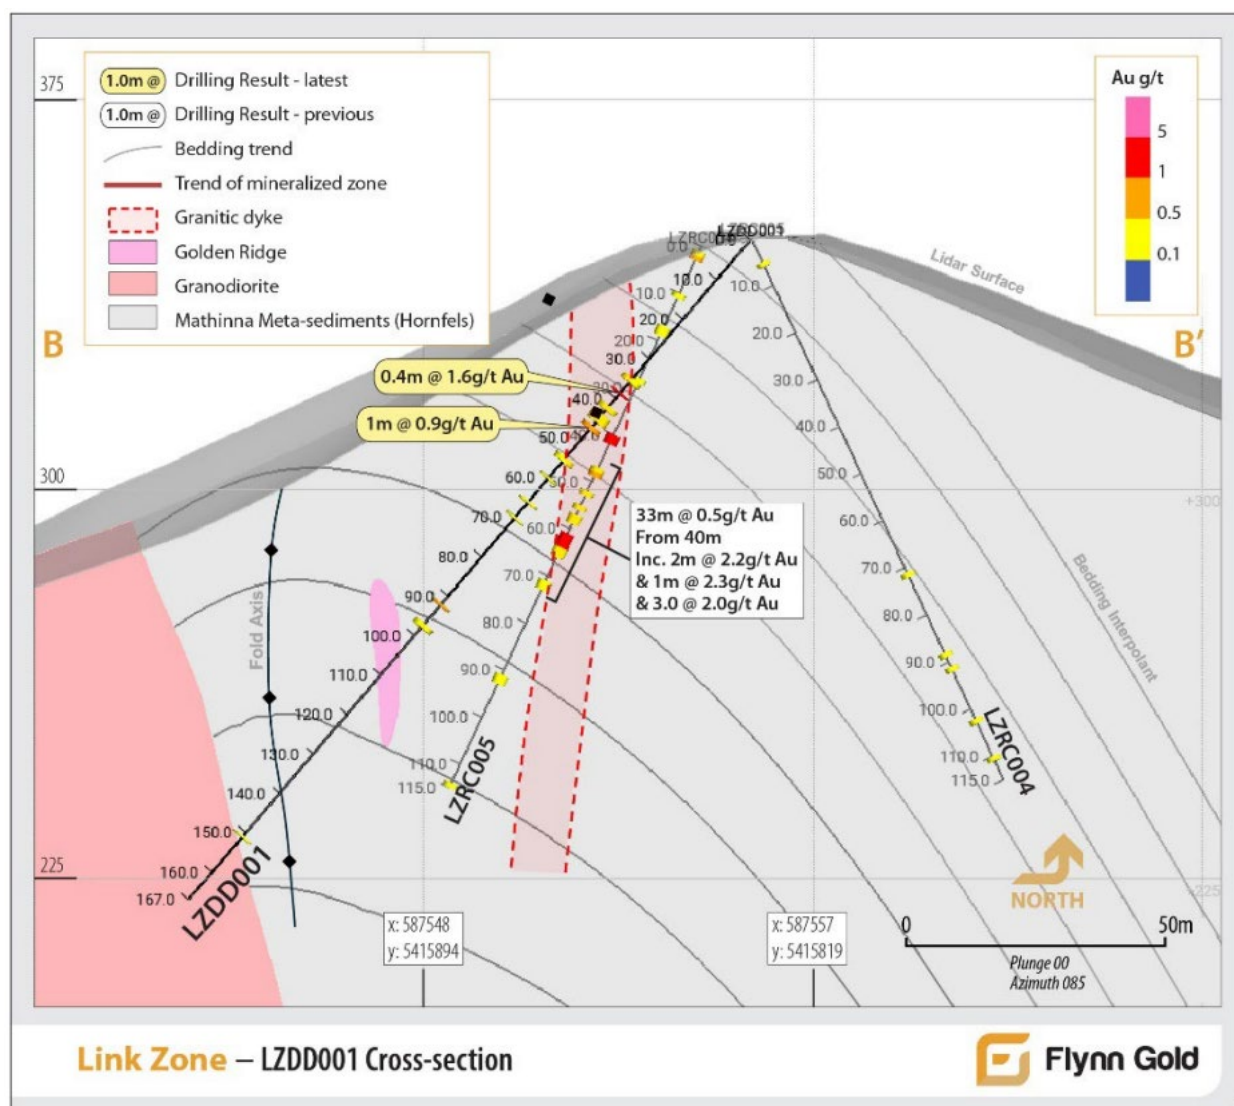 375
1.0m @ Drilling Result - latest
1.0m @ Drilling Result - previous
Bedding trend
Trend of mineralized zone
Granitic dyke
Golden Ridge
Granodiorite
Mathinna Meta-sediments (Hornfels)
Au g/t
5
1
0.5
0.1
B
B'
LZDD001
Lidar Surface
0.0
10.0
10.0
10.0
20.0
20.0
20.0
30.0
30.0
0.4m @ 1.6g/t Au
40.0
40.0
1m @ 0.9g/t Au
50.0
50.0
50.0
300
+300
60.0
60.0
60.0
33m @ 0.5g/t Au
From 40m
Inc. 2m @ 2.2g/t Au
& 1m @ 2.3g/t Au
& 3.0 @ 2.0g/t Au
70.0
70.0
70.0
80.0
80.0
80.0
90.0
90.0
90.0
100.0
100.0
100.0
110.0
110.0
110.0
115.0
115.0
120.0
130.0
140.0
150.0
160.0
167.0
Fold Axis
Bedding Interpolant
LZRC005
LZRC004
LZDD001
225
-225
NORTH
x: 587548
y: 5415894
x: 587557
y: 5415819
0 50m
Plunge 00
Azimuth 085
Link Zone – LZDD001 Cross-section
Flynn Gold